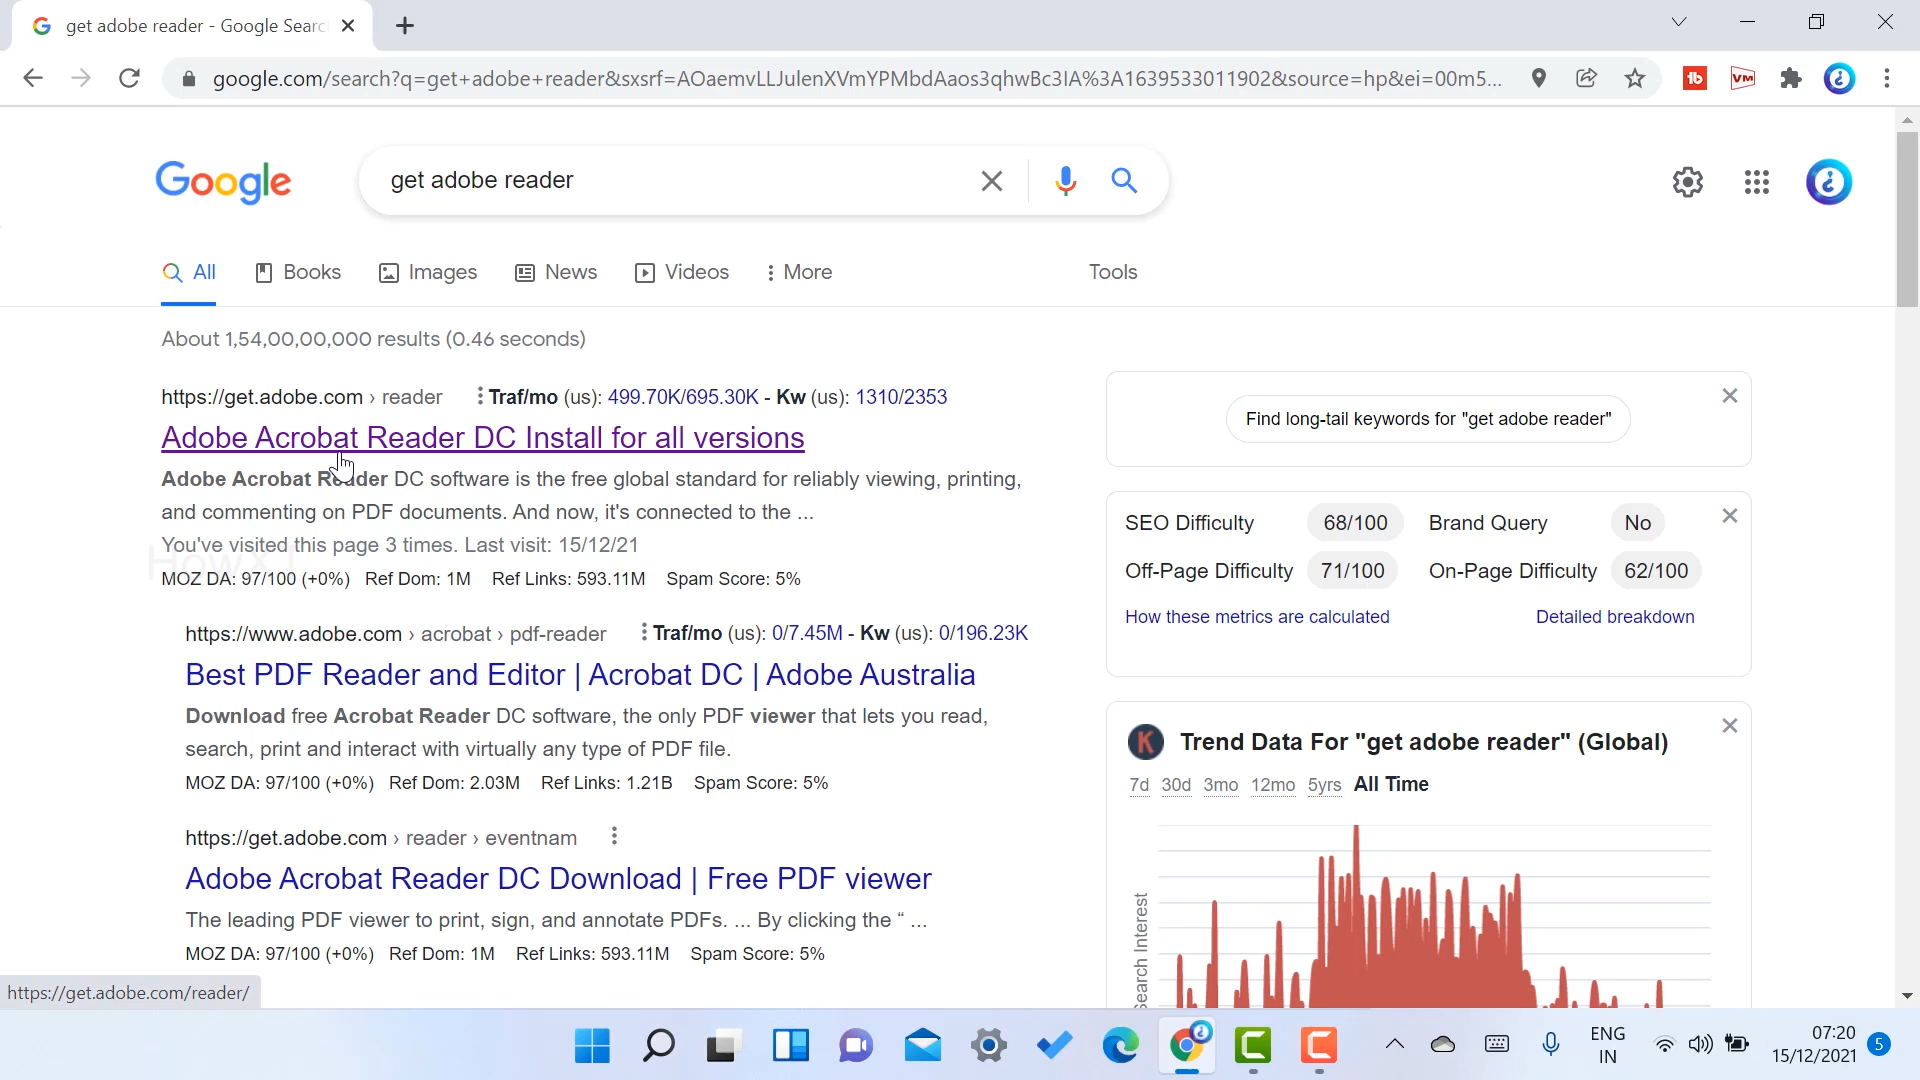 get adobe reader - Google Searc
google.com/search?q=get+adobe+reader&sxsrf=AOaemvLLJulenXVmYPMbdAaos3qhwBc3IA%3A1639533011902&source=hp&ei=00m5...
Google
get adobe reader
All Books Images News Videos More Tools
About 1,54,00,00,000 results (0.46 seconds)
https://get.adobe.com › reader Traf/mo (us): 499.70K/695.30K - Kw (us): 1310/2353
Adobe Acrobat Reader DC Install for all versions
Adobe Acrobat Reader DC software is the free global standard for reliably viewing, printing,
and commenting on PDF documents. And now, it's connected to the ...
You've visited this page 3 times. Last visit: 15/12/21
MOZ DA: 97/100 (+0%) Ref Dom: 1M Ref Links: 593.11M Spam Score: 5%
https://www.adobe.com › acrobat › pdf-reader Traf/mo (us): 0/7.45M - Kw (us): 0/196.23K
Best PDF Reader and Editor | Acrobat DC | Adobe Australia
Download free Acrobat Reader DC software, the only PDF viewer that lets you read,
search, print and interact with virtually any type of PDF file.
MOZ DA: 97/100 (+0%) Ref Dom: 2.03M Ref Links: 1.21B Spam Score: 5%
https://get.adobe.com › reader › eventnam
Adobe Acrobat Reader DC Download | Free PDF viewer
The leading PDF viewer to print, sign, and annotate PDFs. ... By clicking the “ ...
MOZ DA: 97/100 (+0%) Ref Dom: 1M Ref Links: 593.11M Spam Score: 5%
https://get.adobe.com/reader/
Find long-tail keywords for "get adobe reader"
SEO Difficulty 68/100 Brand Query No
Off-Page Difficulty 71/100 On-Page Difficulty 62/100
How these metrics are calculated Detailed breakdown
K Trend Data For "get adobe reader" (Global)
7d 30d 3mo 12mo 5yrs All Time
Search Interest
ENG
IN
07:20
15/12/2021
5